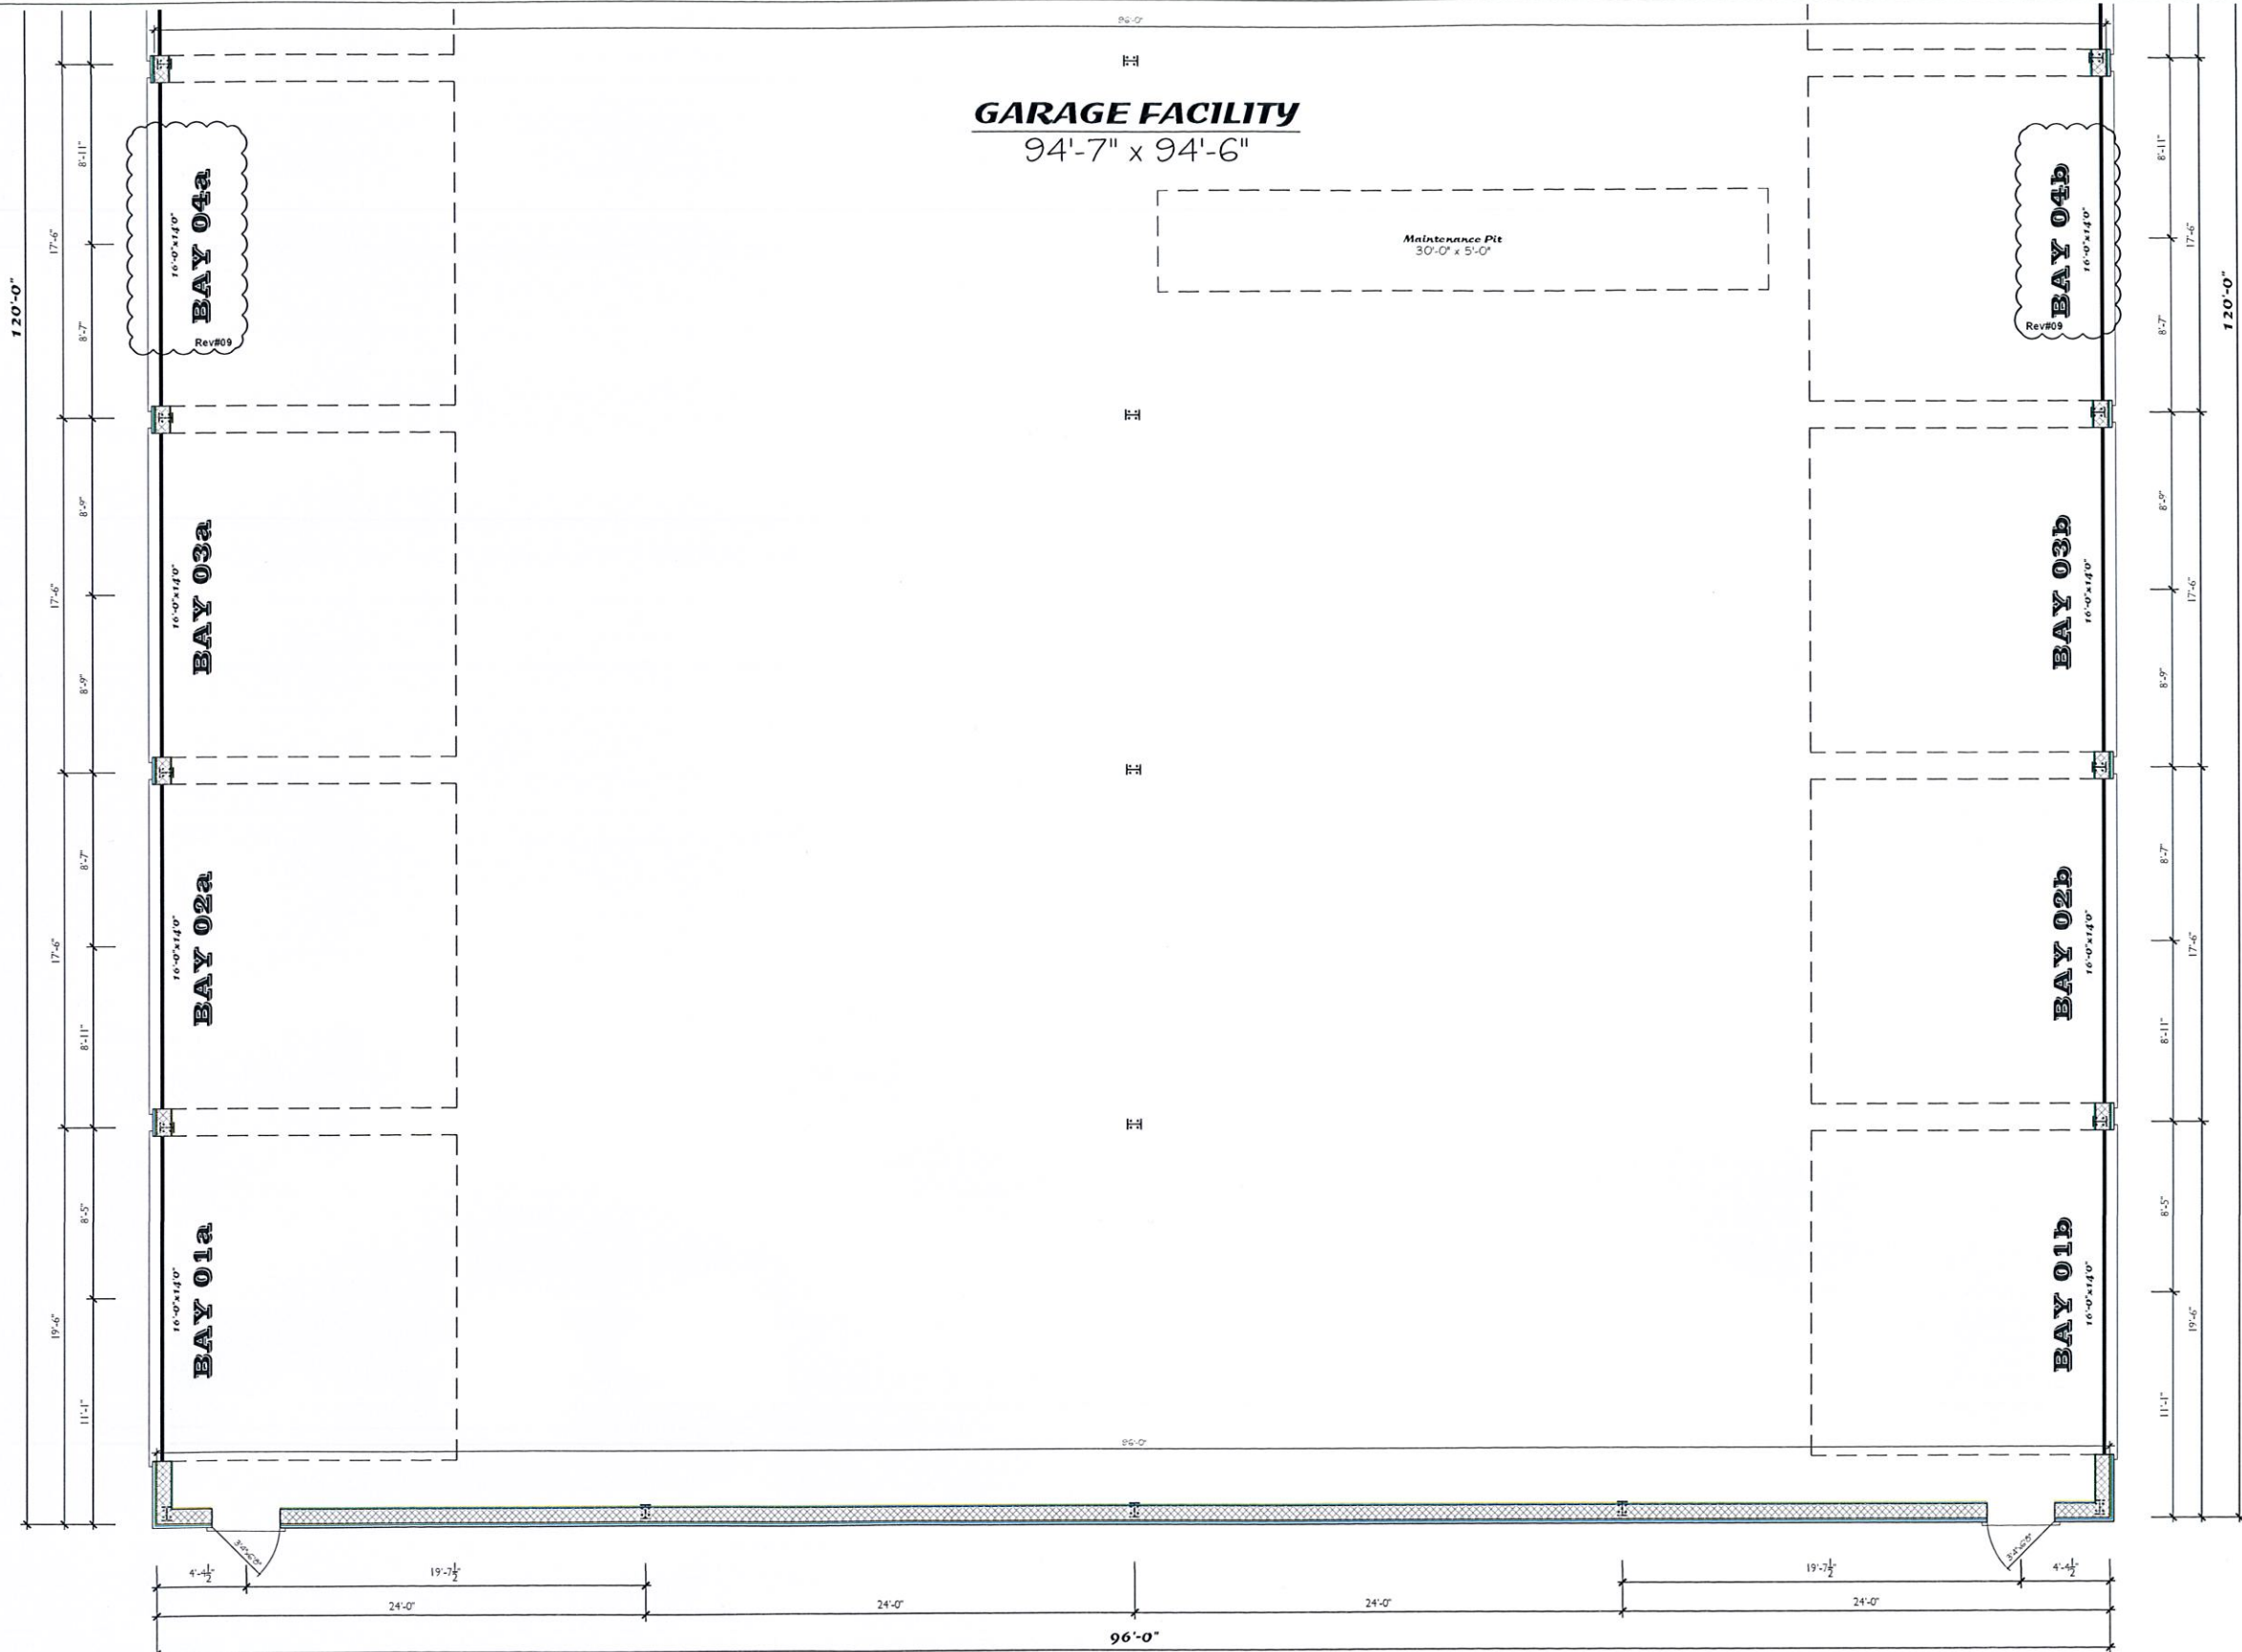 96'-0"
GARAGE FACILITY
94'-7" x 94'-6"
Maintenance Pit
30'-0" x 5'-0"
120'-0"
17'-6"
17'-6"
17'-6"
19'-6"
8'-11"
8'-7"
8'-9"
8'-9"
8'-7"
8'-11"
8'-5"
11'-1"
16'-0"x14'0"
BAY 04a
Rev#09
16'-0"x14'0"
BAY 03a
16'-0"x14'0"
BAY 02a
16'-0"x14'0"
BAY 01a
BAY 04b
16'-0"x14'0"
Rev#09
BAY 03b
16'-0"x14'0"
BAY 02b
16'-0"x14'0"
BAY 01b
16'-0"x14'0"
8'-11"
8'-7"
8'-9"
8'-9"
8'-7"
8'-11"
8'-5"
11'-1"
17'-6"
17'-6"
17'-6"
19'-6"
120'-0"
96'-0"
4'-4½"
19'-7½"
19'-7½"
4'-4½"
24'-0"
24'-0"
24'-0"
24'-0"
96'-0"